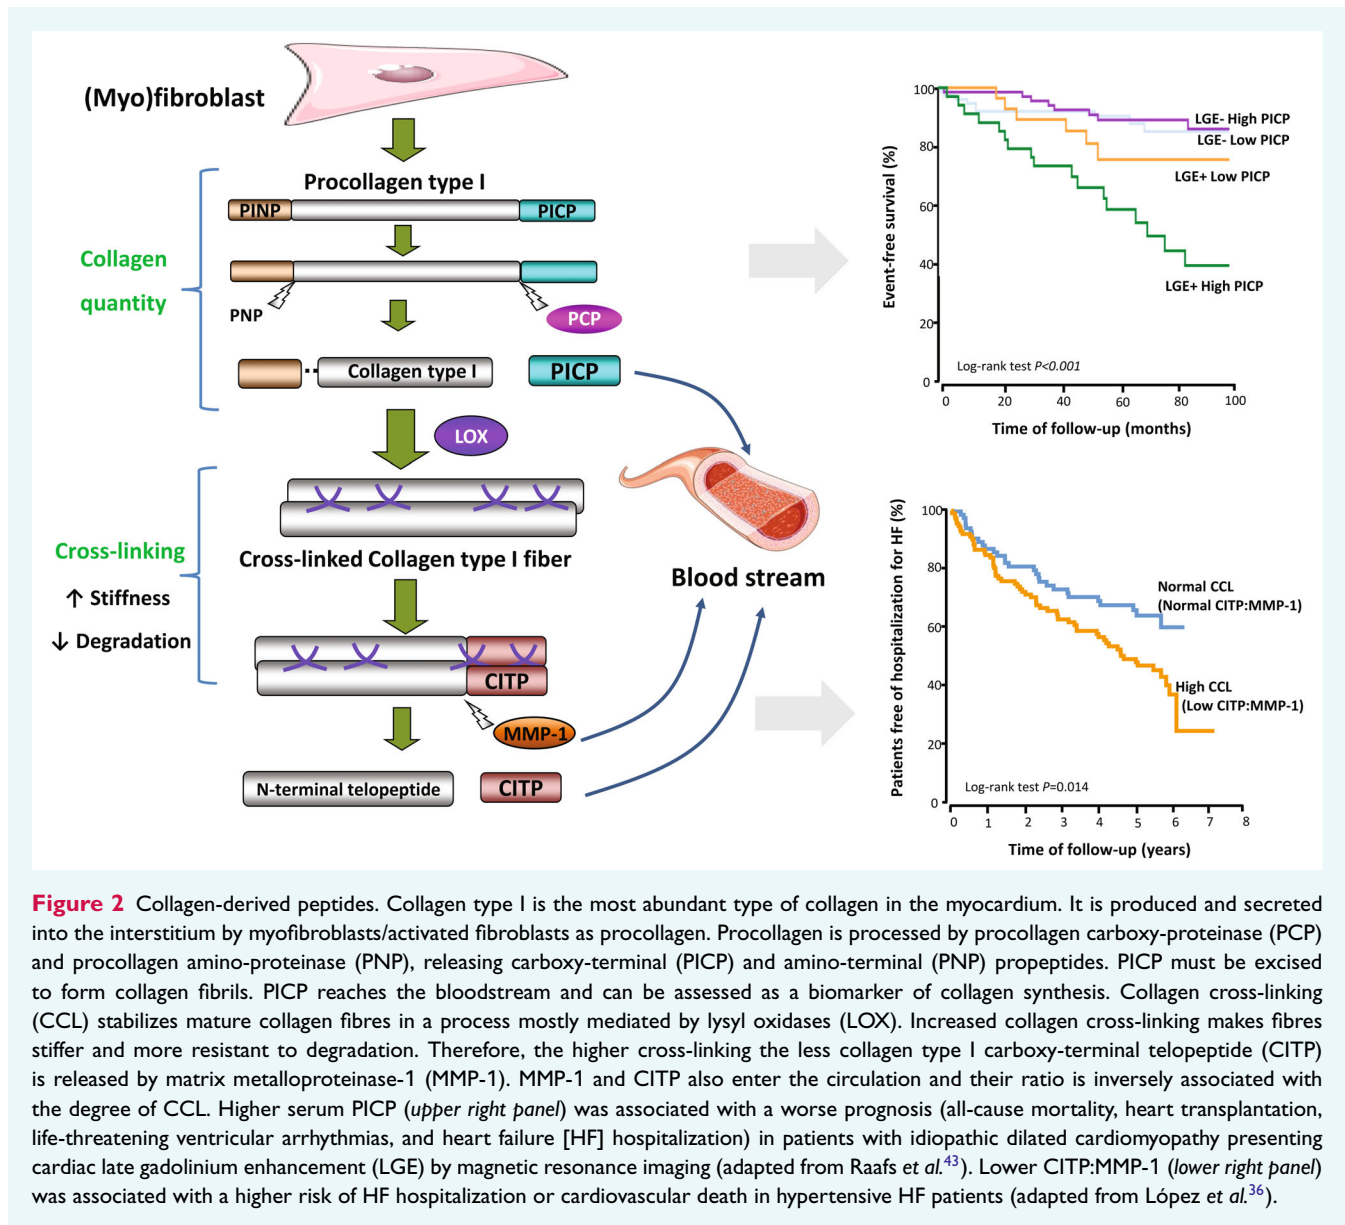 (Myo)fibroblast
Procollagen type I
PINP
PICP
Collagen
quantity
PNP
PCP
Collagen type I
PICP
LOX
Cross-linked Collagen type I fiber
Cross-linking
↑ Stiffness
↓ Degradation
CITP
MMP-1
N-terminal telopeptide
CITP
Blood stream
Event-free survival (%)
100
80
60
40
20
0
LGE- High PICP
LGE- Low PICP
LGE+ Low PICP
LGE+ High PICP
Log-rank test P<0.001
0 20 40 60 80 100
Time of follow-up (months)
Patients free of hospitalization for HF (%)
100
80
60
40
20
0
Normal CCL
(Normal CITP:MMP-1)
High CCL
(Low CITP:MMP-1)
Log-rank test P=0.014
0 1 2 3 4 5 6 7 8
Time of follow-up (years)
Figure 2 Collagen-derived peptides. Collagen type I is the most abundant type of collagen in the myocardium. It is produced and secreted
into the interstitium by myofibroblasts/activated fibroblasts as procollagen. Procollagen is processed by procollagen carboxy-proteinase (PCP)
and procollagen amino-proteinase (PNP), releasing carboxy-terminal (PICP) and amino-terminal (PNP) propeptides. PICP must be excised
to form collagen fibrils. PICP reaches the bloodstream and can be assessed as a biomarker of collagen synthesis. Collagen cross-linking
(CCL) stabilizes mature collagen fibres in a process mostly mediated by lysyl oxidases (LOX). Increased collagen cross-linking makes fibres
stiffer and more resistant to degradation. Therefore, the higher cross-linking the less collagen type I carboxy-terminal telopeptide (CITP)
is released by matrix metalloproteinase-1 (MMP-1). MMP-1 and CITP also enter the circulation and their ratio is inversely associated with
the degree of CCL. Higher serum PICP (upper right panel) was associated with a worse prognosis (all-cause mortality, heart transplantation,
life-threatening ventricular arrhythmias, and heart failure [HF] hospitalization) in patients with idiopathic dilated cardiomyopathy presenting
cardiac late gadolinium enhancement (LGE) by magnetic resonance imaging (adapted from Raafs et al.43). Lower CITP:MMP-1 (lower right panel)
was associated with a higher risk of HF hospitalization or cardiovascular death in hypertensive HF patients (adapted from López et al.36).